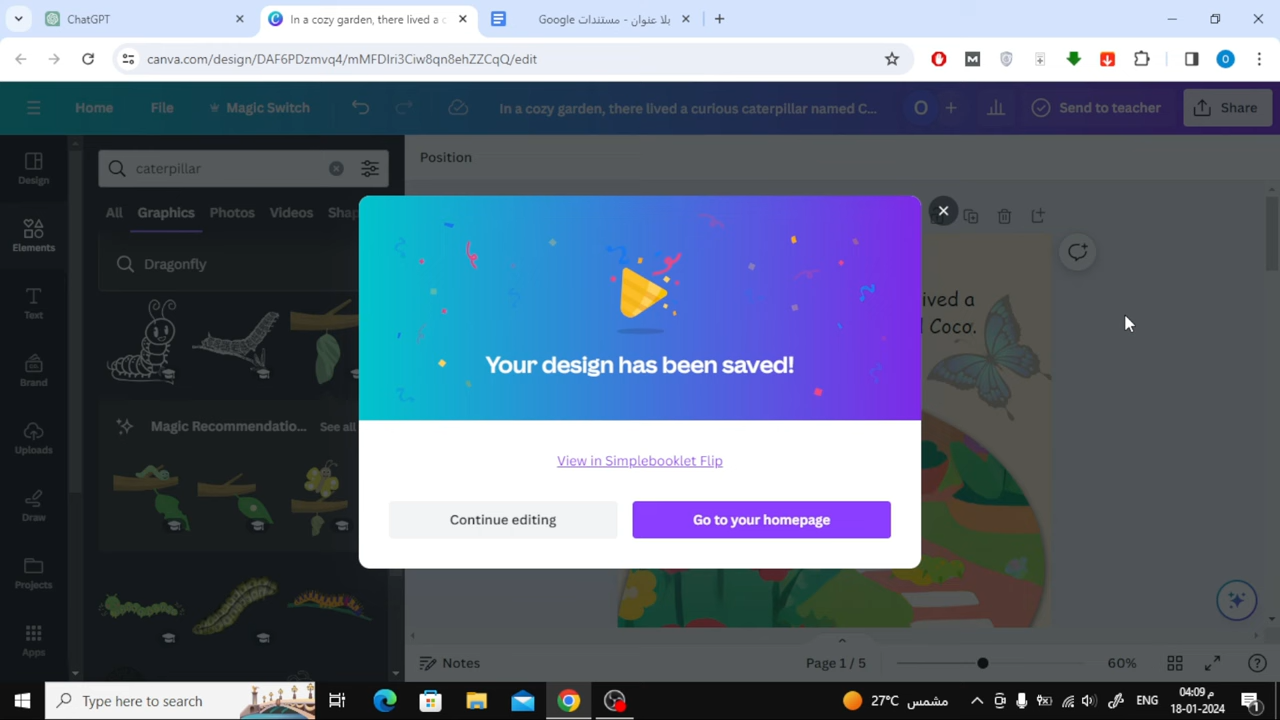 ChatGPT
In a cozy garden, there lived a c
بلا عنوان - مستندات Google
canva.com/design/DAF6PDzmvq4/mMFDIri3Ciw8qn8ehZZCqQ/edit
O
Home
File
Magic Switch
In a cozy garden, there lived a curious caterpillar named C...
O
Send to teacher
Share
Design
Elements
Text
Brand
Uploads
Draw
Projects
Apps
caterpillar
All
Graphics
Photos
Videos
Shap
Dragonfly
Magic Recommendatio...
See all
Position
lived a
Coco.
Your design has been saved!
View in Simplebooklet Flip
Continue editing
Go to your homepage
Notes
Page 1 / 5
60%
Type here to search
27°C
مشمس
ENG
04:09 م
18-01-2024
1